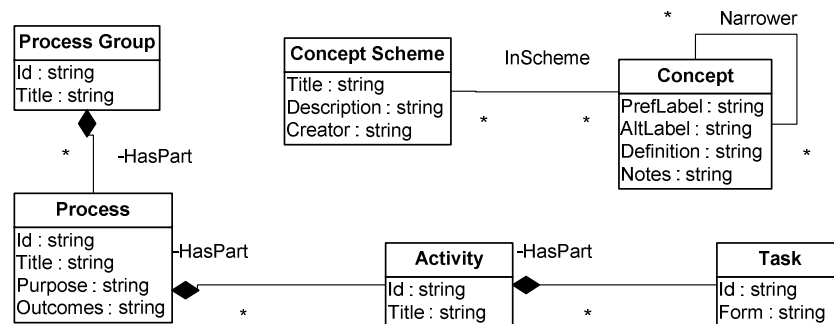 Process Group
Id : string
Title : string
*
-HasPart
Concept Scheme
Title : string
Description : string
Creator : string
*
InScheme
*
Concept
PrefLabel : string
AltLabel : string
Definition : string
Notes : string
*
Narrower
*
Process
Id : string
Title : string
Purpose : string
Outcomes : string
-HasPart
*
Activity
Id : string
Title : string
-HasPart
*
Task
Id : string
Form : string